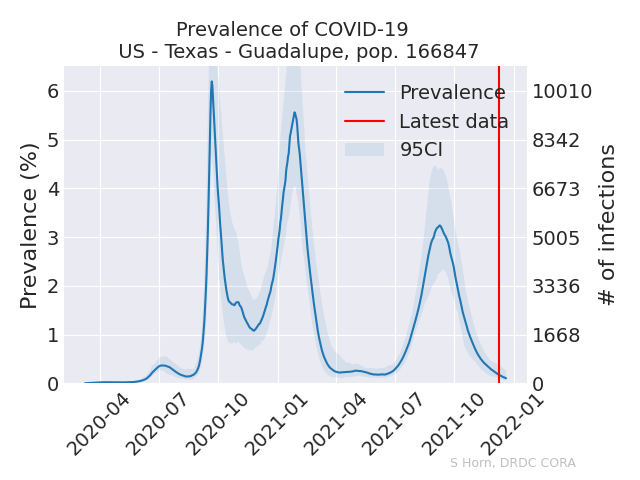 Prevalence of COVID-19
US - Texas - Guadalupe, pop. 166847
Prevalence (%)
6
5
4
3
2
1
0
Prevalence
Latest data
95CI
10010
8342
6673
5005
3336
1668
0
# of infections
2020-04
2020-07
2020-10
2021-01
2021-04
2021-07
2021-10
2022-01
S Horn, DRDC CORA